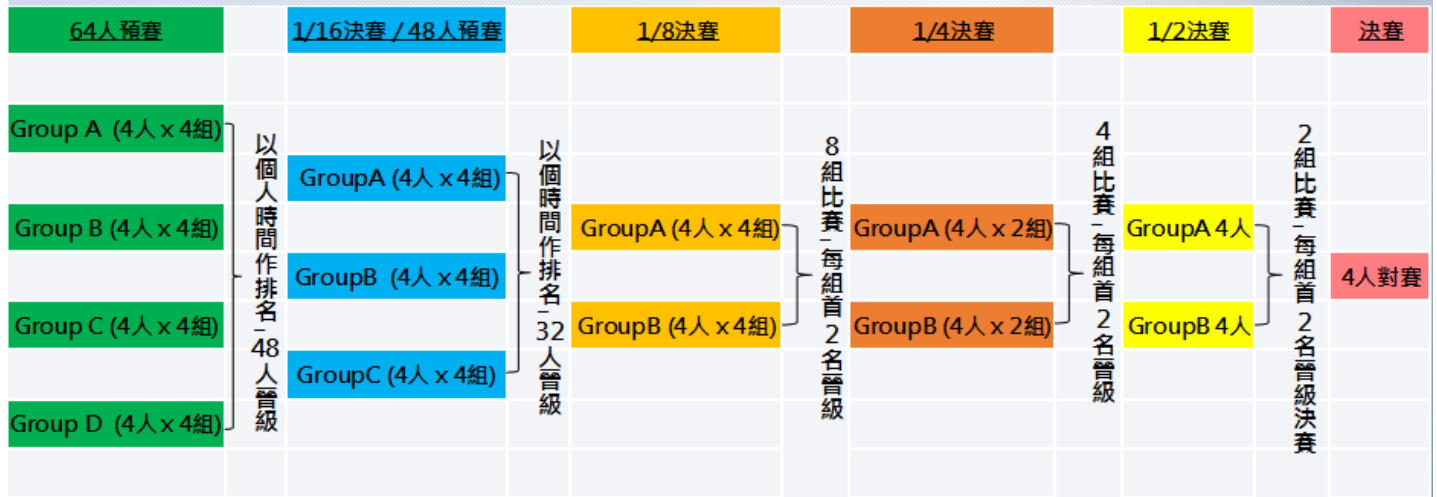 64人預賽
1/16決賽 / 48人預賽
1/8決賽
1/4決賽
1/2決賽
決賽
Group A (4人 x 4組)
Group B (4人 x 4組)
Group C (4人 x 4組)
Group D (4人 x 4組)
以個人時間作排名_48人晉級
GroupA (4人 x 4組)
GroupB (4人 x 4組)
GroupC (4人 x 4組)
以個時間作排名_32人晉級
GroupA (4人 x 4組)
GroupB (4人 x 4組)
8組比賽_每組首2名晉級
GroupA (4人 x 2組)
GroupB (4人 x 2組)
4組比賽_每組首2名晉級
GroupA 4人
GroupB 4人
2組比賽_每組首2名晉級決賽
4人對賽